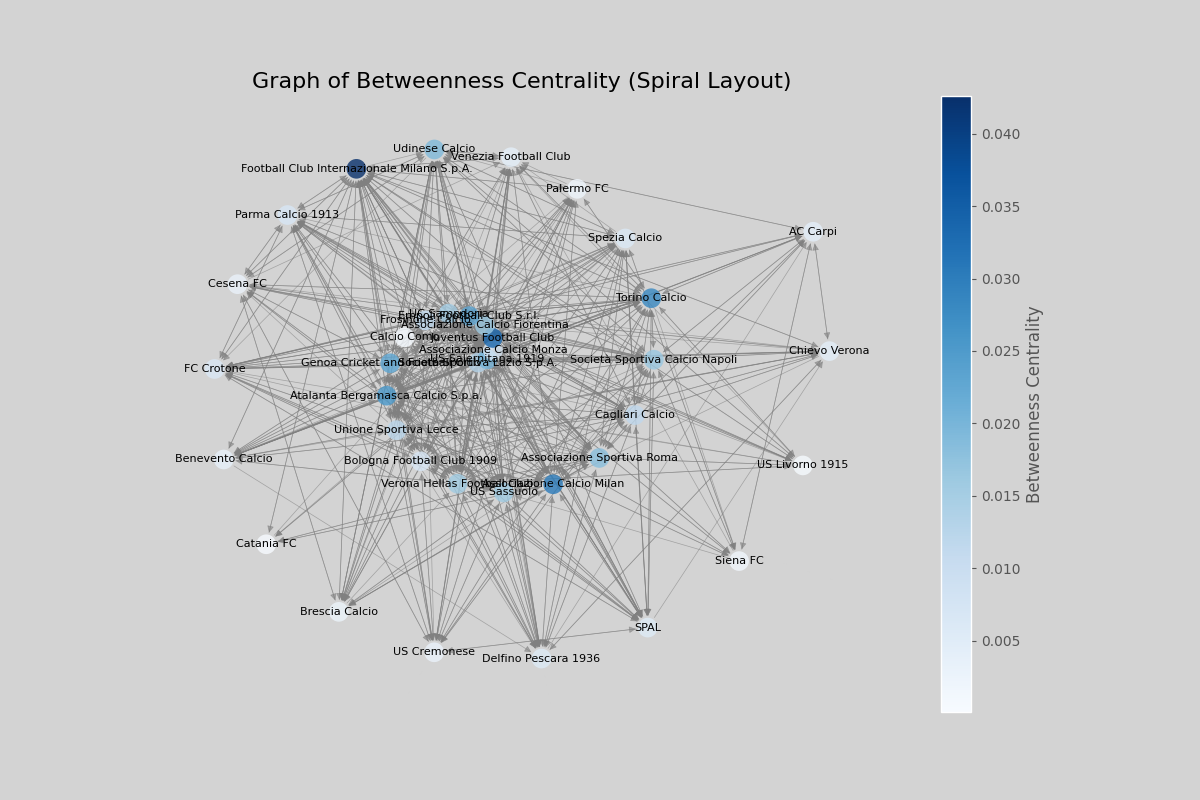 Graph of Betweenness Centrality (Spiral Layout)
Udinese Calcio
Venezia Football Club
Football Club Internazionale Milano S.p.A.
Palermo FC
Parma Calcio 1913
Spezia Calcio
AC Carpi
Cesena FC
Torino Calcio
UC Sampdoria
Empoli Football Club S.r.l.
Frosinone Calcio
Associazione Calcio Fiorentina
Calcio Como
Juventus Football Club
Associazione Calcio Monza
Chievo Verona
US Salernitana 1919
Società Sportiva Calcio Napoli
Genoa Cricket and Football Club
Società Sportiva Lazio S.p.A.
FC Crotone
Atalanta Bergamasca Calcio S.p.a.
Cagliari Calcio
Unione Sportiva Lecce
Benevento Calcio
Bologna Football Club 1909
Associazione Sportiva Roma
US Livorno 1915
Verona Hellas Football Club
Associazione Calcio Milan
US Sassuolo
Catania FC
Siena FC
Brescia Calcio
SPAL
US Cremonese
Delfino Pescara 1936
0.040
0.035
0.030
0.025
0.020
0.015
0.010
0.005
Betweenness Centrality